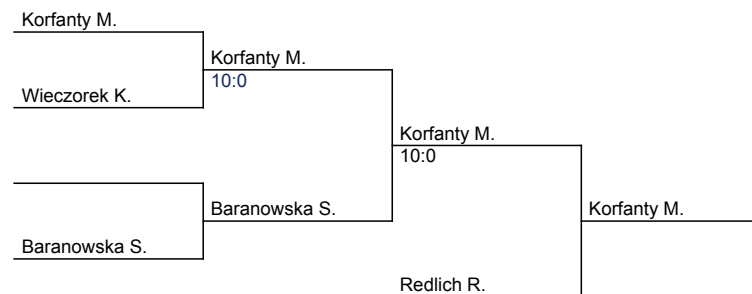 Korfanty M.
Korfanty M.
10:0
Wieczorek K.
Korfanty M.
10:0
Baranowska S.
Korfanty M.
Baranowska S.
Redlich R.